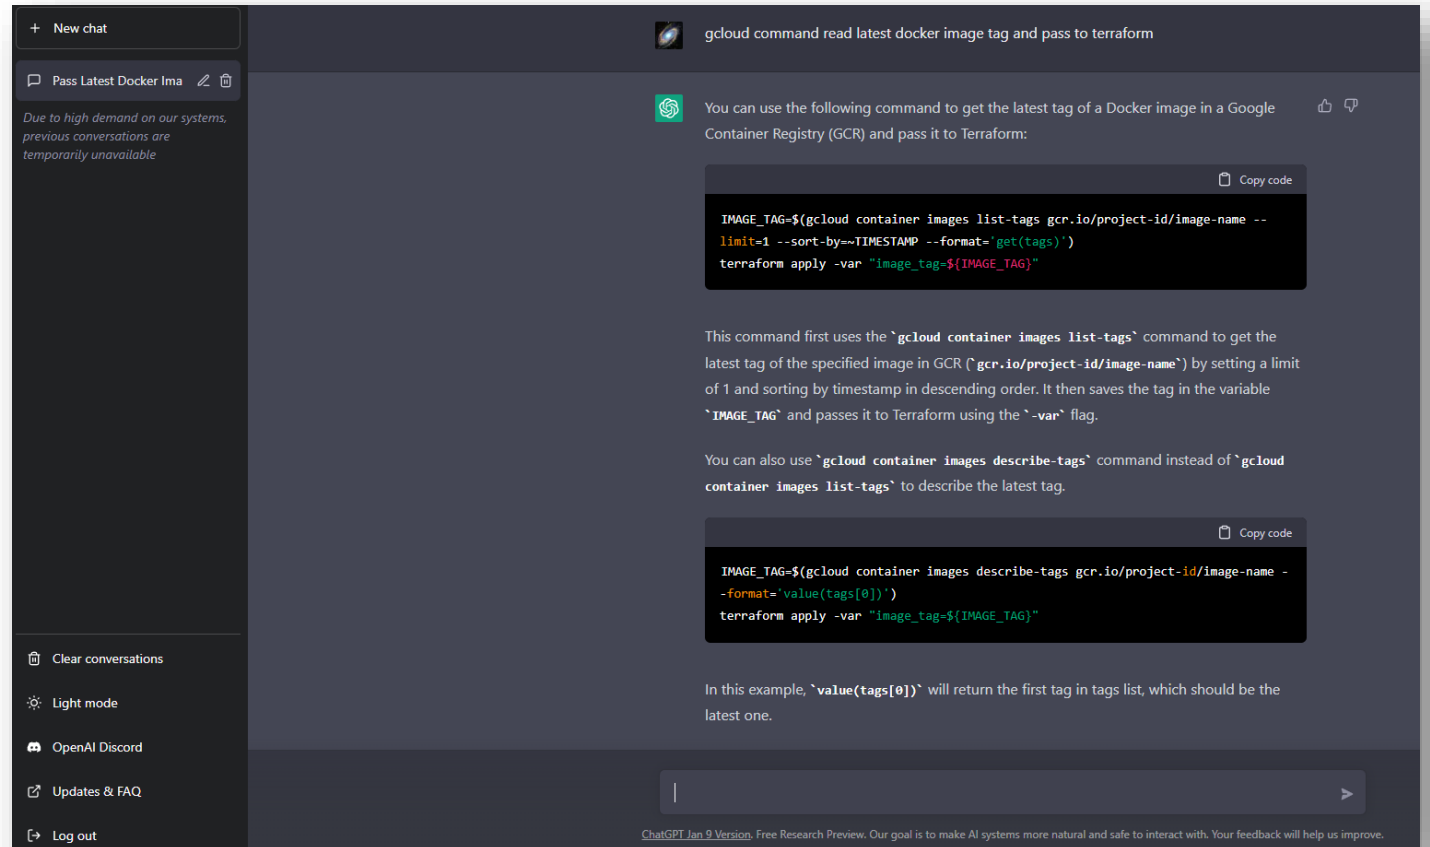 New chat
Pass Latest Docker Ima
Due to high demand on our systems,
previous conversations are
temporarily unavailable
Clear conversations
Light mode
OpenAI Discord
Updates & FAQ
Log out
gcloud command read latest docker image tag and pass to terraform
You can use the following command to get the latest tag of a Docker image in a Google
Container Registry (GCR) and pass it to Terraform:
Copy code
IMAGE_TAG=$(gcloud container images list-tags gcr.io/project-id/image-name --
limit=1 --sort-by=~TIMESTAMP --format='get(tags)')
terraform apply -var "image_tag=${IMAGE_TAG}"
This command first uses the `gcloud container images list-tags` command to get the
latest tag of the specified image in GCR (`gcr.io/project-id/image-name`) by setting a limit
of 1 and sorting by timestamp in descending order. It then saves the tag in the variable
`IMAGE_TAG` and passes it to Terraform using the `-var` flag.
You can also use `gcloud container images describe-tags` command instead of `gcloud
container images list-tags` to describe the latest tag.
Copy code
IMAGE_TAG=$(gcloud container images describe-tags gcr.io/project-id/image-name -
-format='value(tags[0])')
terraform apply -var "image_tag=${IMAGE_TAG}"
In this example, `value(tags[0])` will return the first tag in tags list, which should be the
latest one.
ChatGPT Jan 9 Version. Free Research Preview. Our goal is to make AI systems more natural and safe to interact with. Your feedback will help us improve.